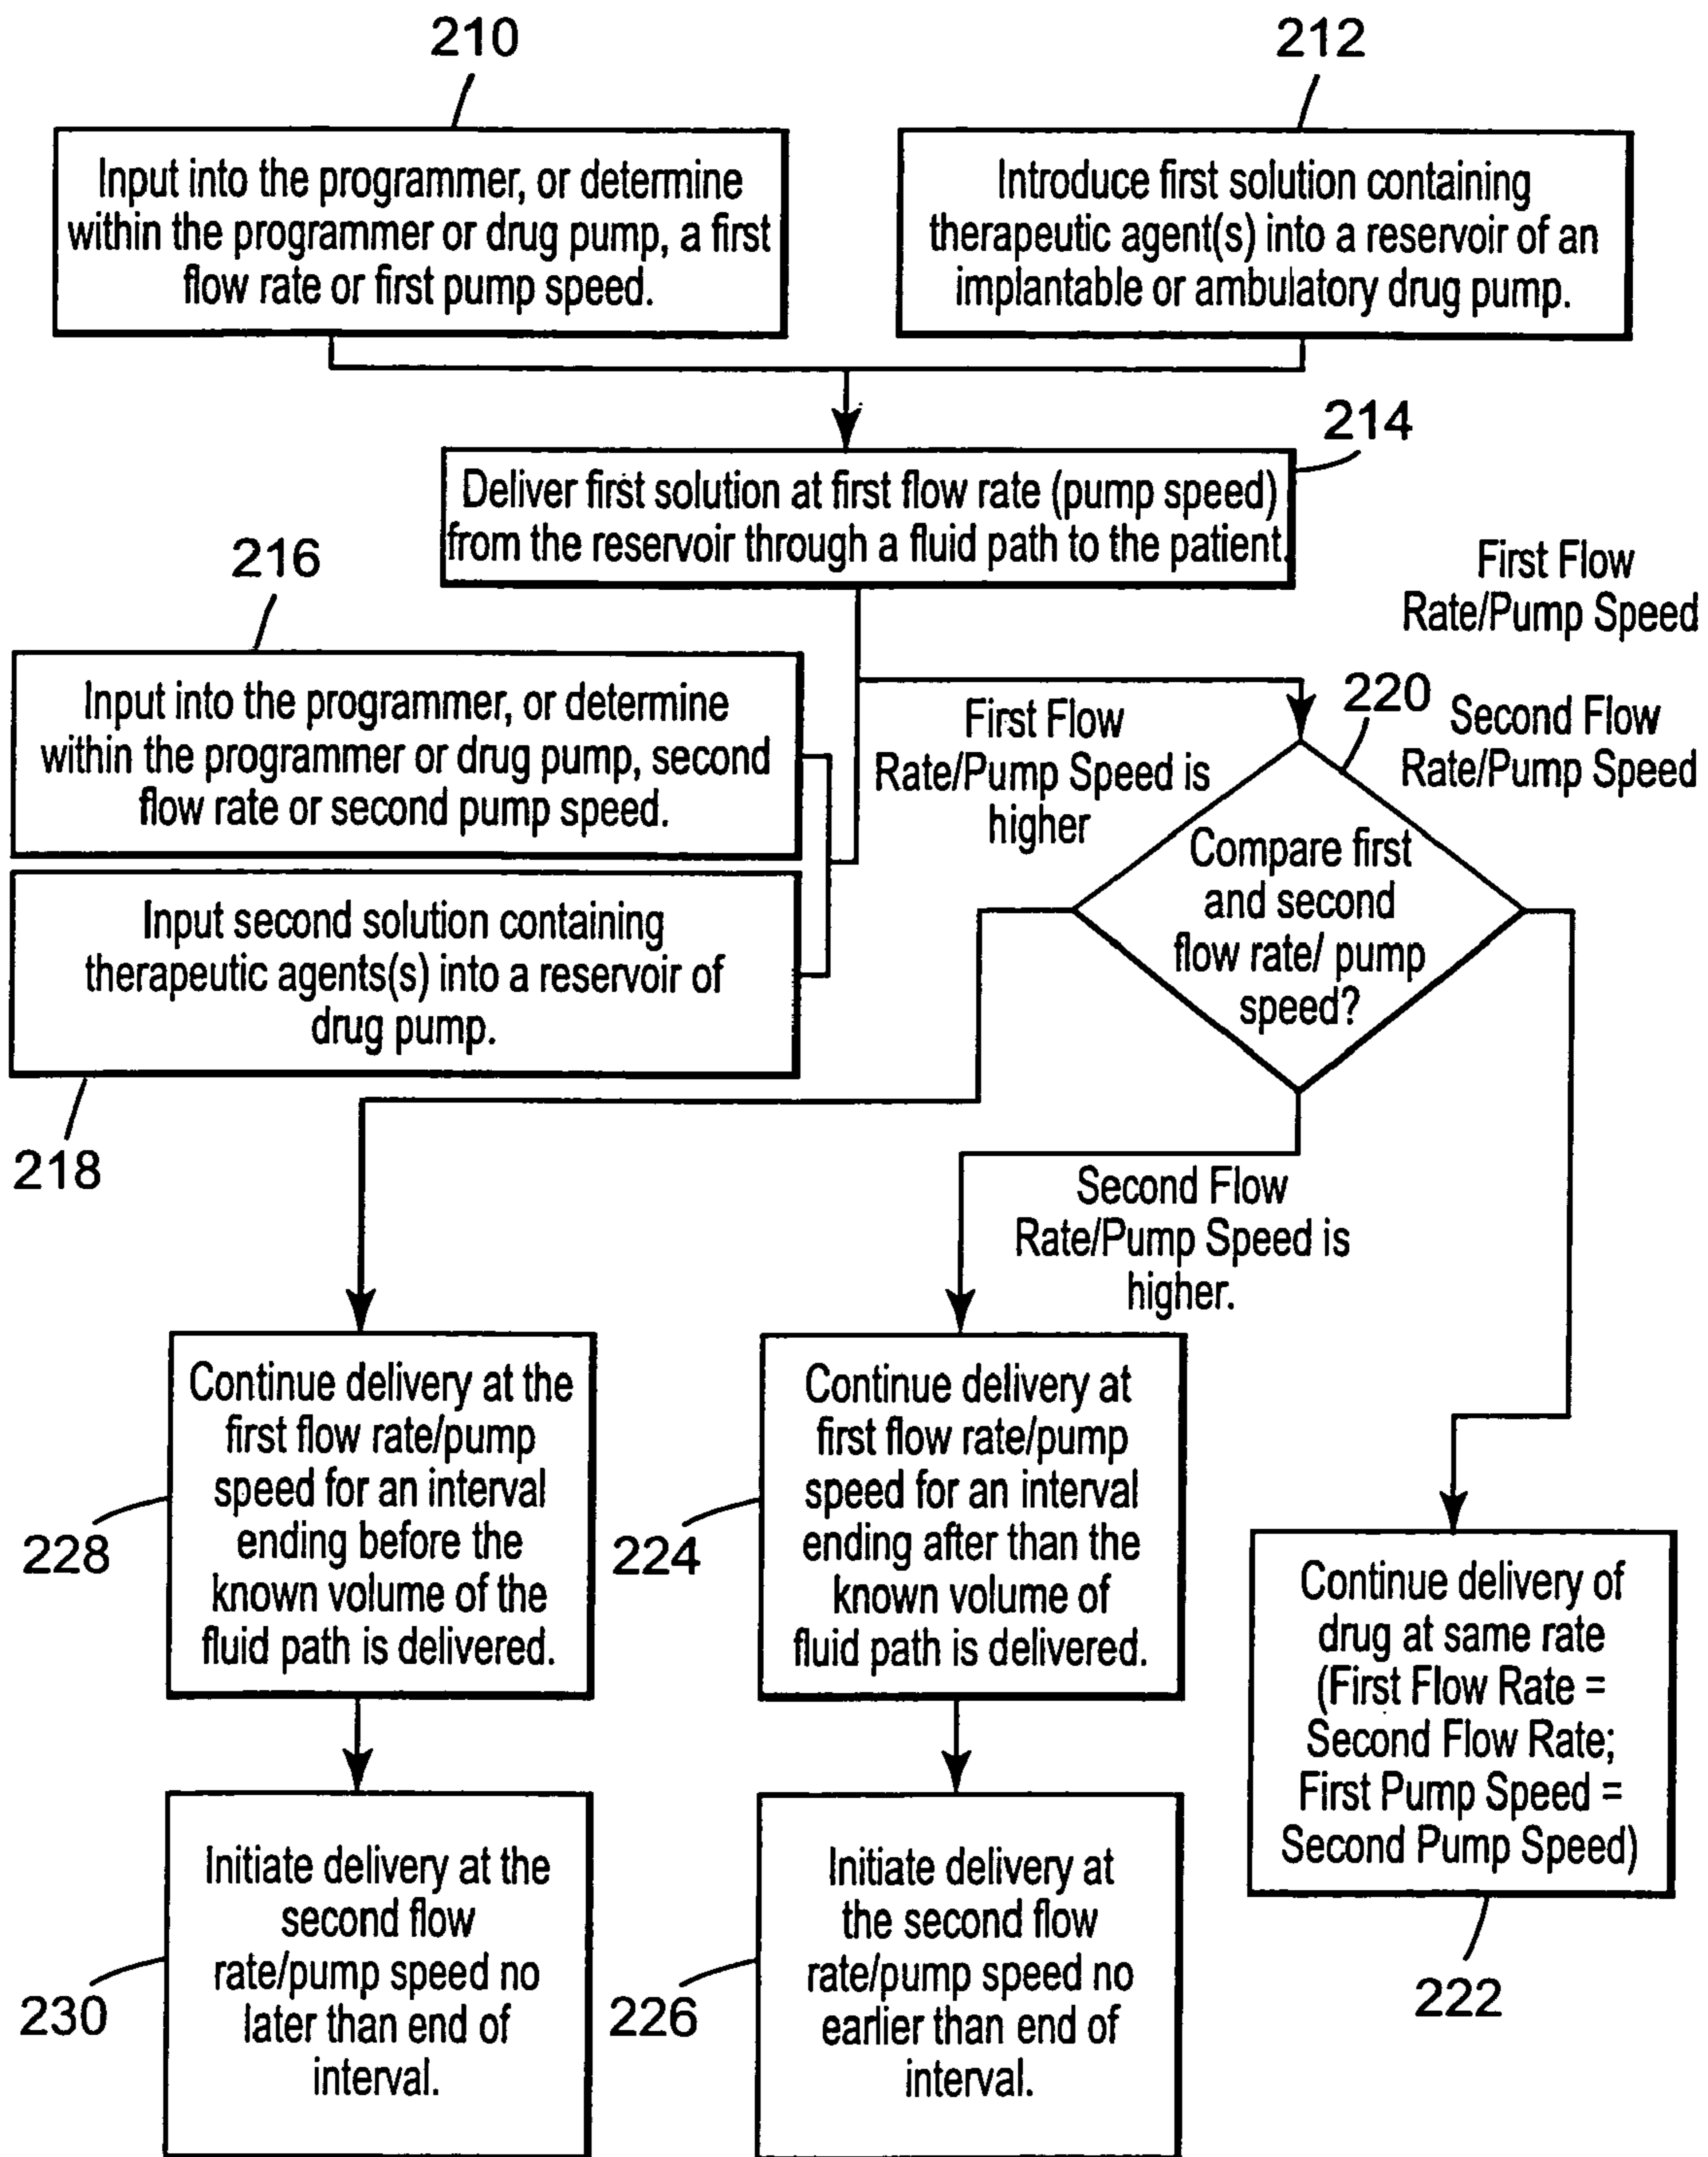 210
212
Input into the programmer, or determine
within the programmer or drug pump, a first
flow rate or first pump speed.
Introduce first solution containing
therapeutic agent(s) into a reservoir of an
implantable or ambulatory drug pump.
214
Deliver first solution at first flow rate (pump speed)
from the reservoir through a fluid path to the patient.
216
First Flow
Rate/Pump Speed
Input into the programmer, or determine
within the programmer or drug pump, second
flow rate or second pump speed.
First Flow
Rate/Pump Speed is
higher
220
Second Flow
Rate/Pump Speed
Compare first
and second
flow rate/ pump
speed?
Input second solution containing
therapeutic agents(s) into a reservoir of
drug pump.
218
Second Flow
Rate/Pump Speed is
higher.
Continue delivery at the
first flow rate/pump
speed for an interval
ending before the
known volume of the
fluid path is delivered.
228
Continue delivery at
first flow rate/pump
speed for an interval
ending after than the
known volume of
fluid path is delivered.
224
Continue delivery of
drug at same rate
(First Flow Rate =
Second Flow Rate;
First Pump Speed =
Second Pump Speed)
222
Initiate delivery at the
second flow
rate/pump speed no
later than end of
interval.
230
Initiate delivery at
the second flow
rate/pump speed no
earlier than end of
interval.
226